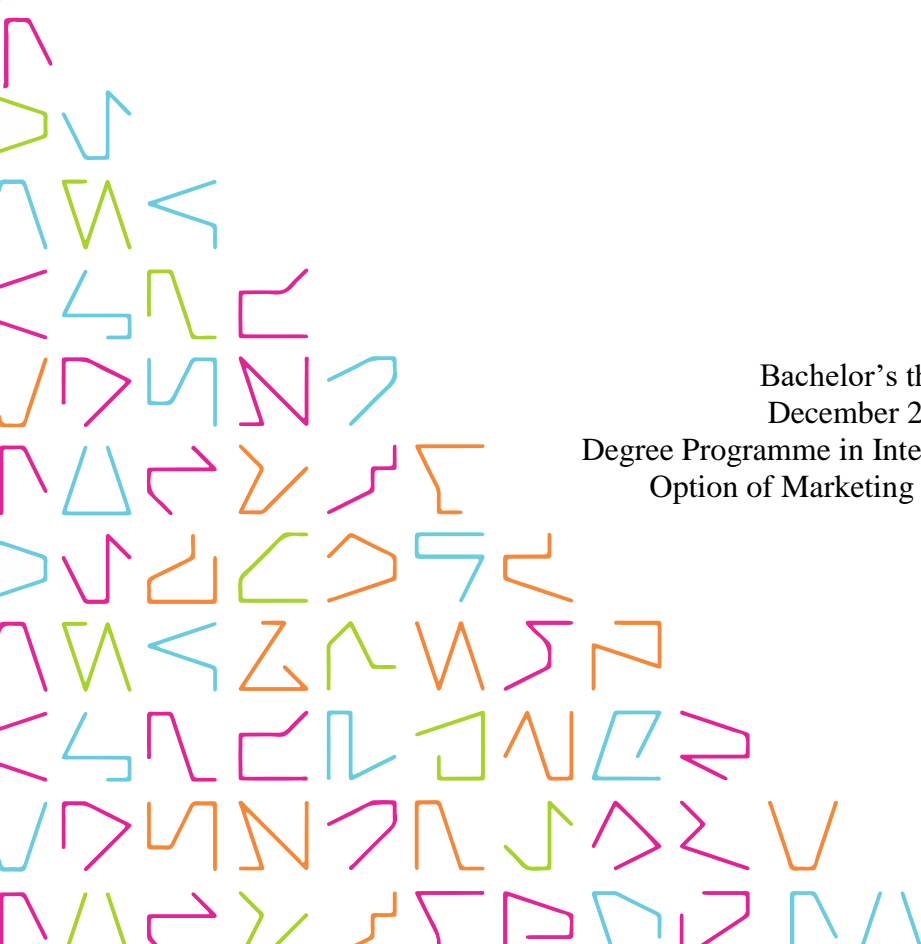 Bachelor’s
December
Degree Programme in
Option of Marketing